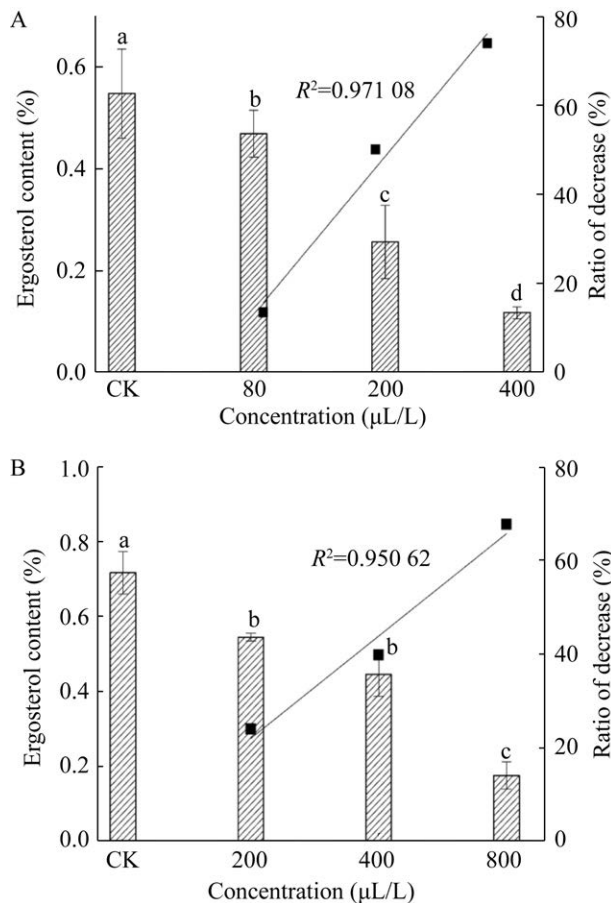 A
Ergosterol content (%)
0.6
0.4
0.2
0.0
a
b
c
d
R²=0.971 08
80
60
40
20
0
Ratio of decrease (%)
CK 80 200 400
Concentration (μL/L)
B
Ergosterol content (%)
1.0
0.8
0.6
0.4
0.2
0.0
a
b
b
c
R²=0.950 62
80
60
40
20
0
Ratio of decrease (%)
CK 200 400 800
Concentration (μL/L)